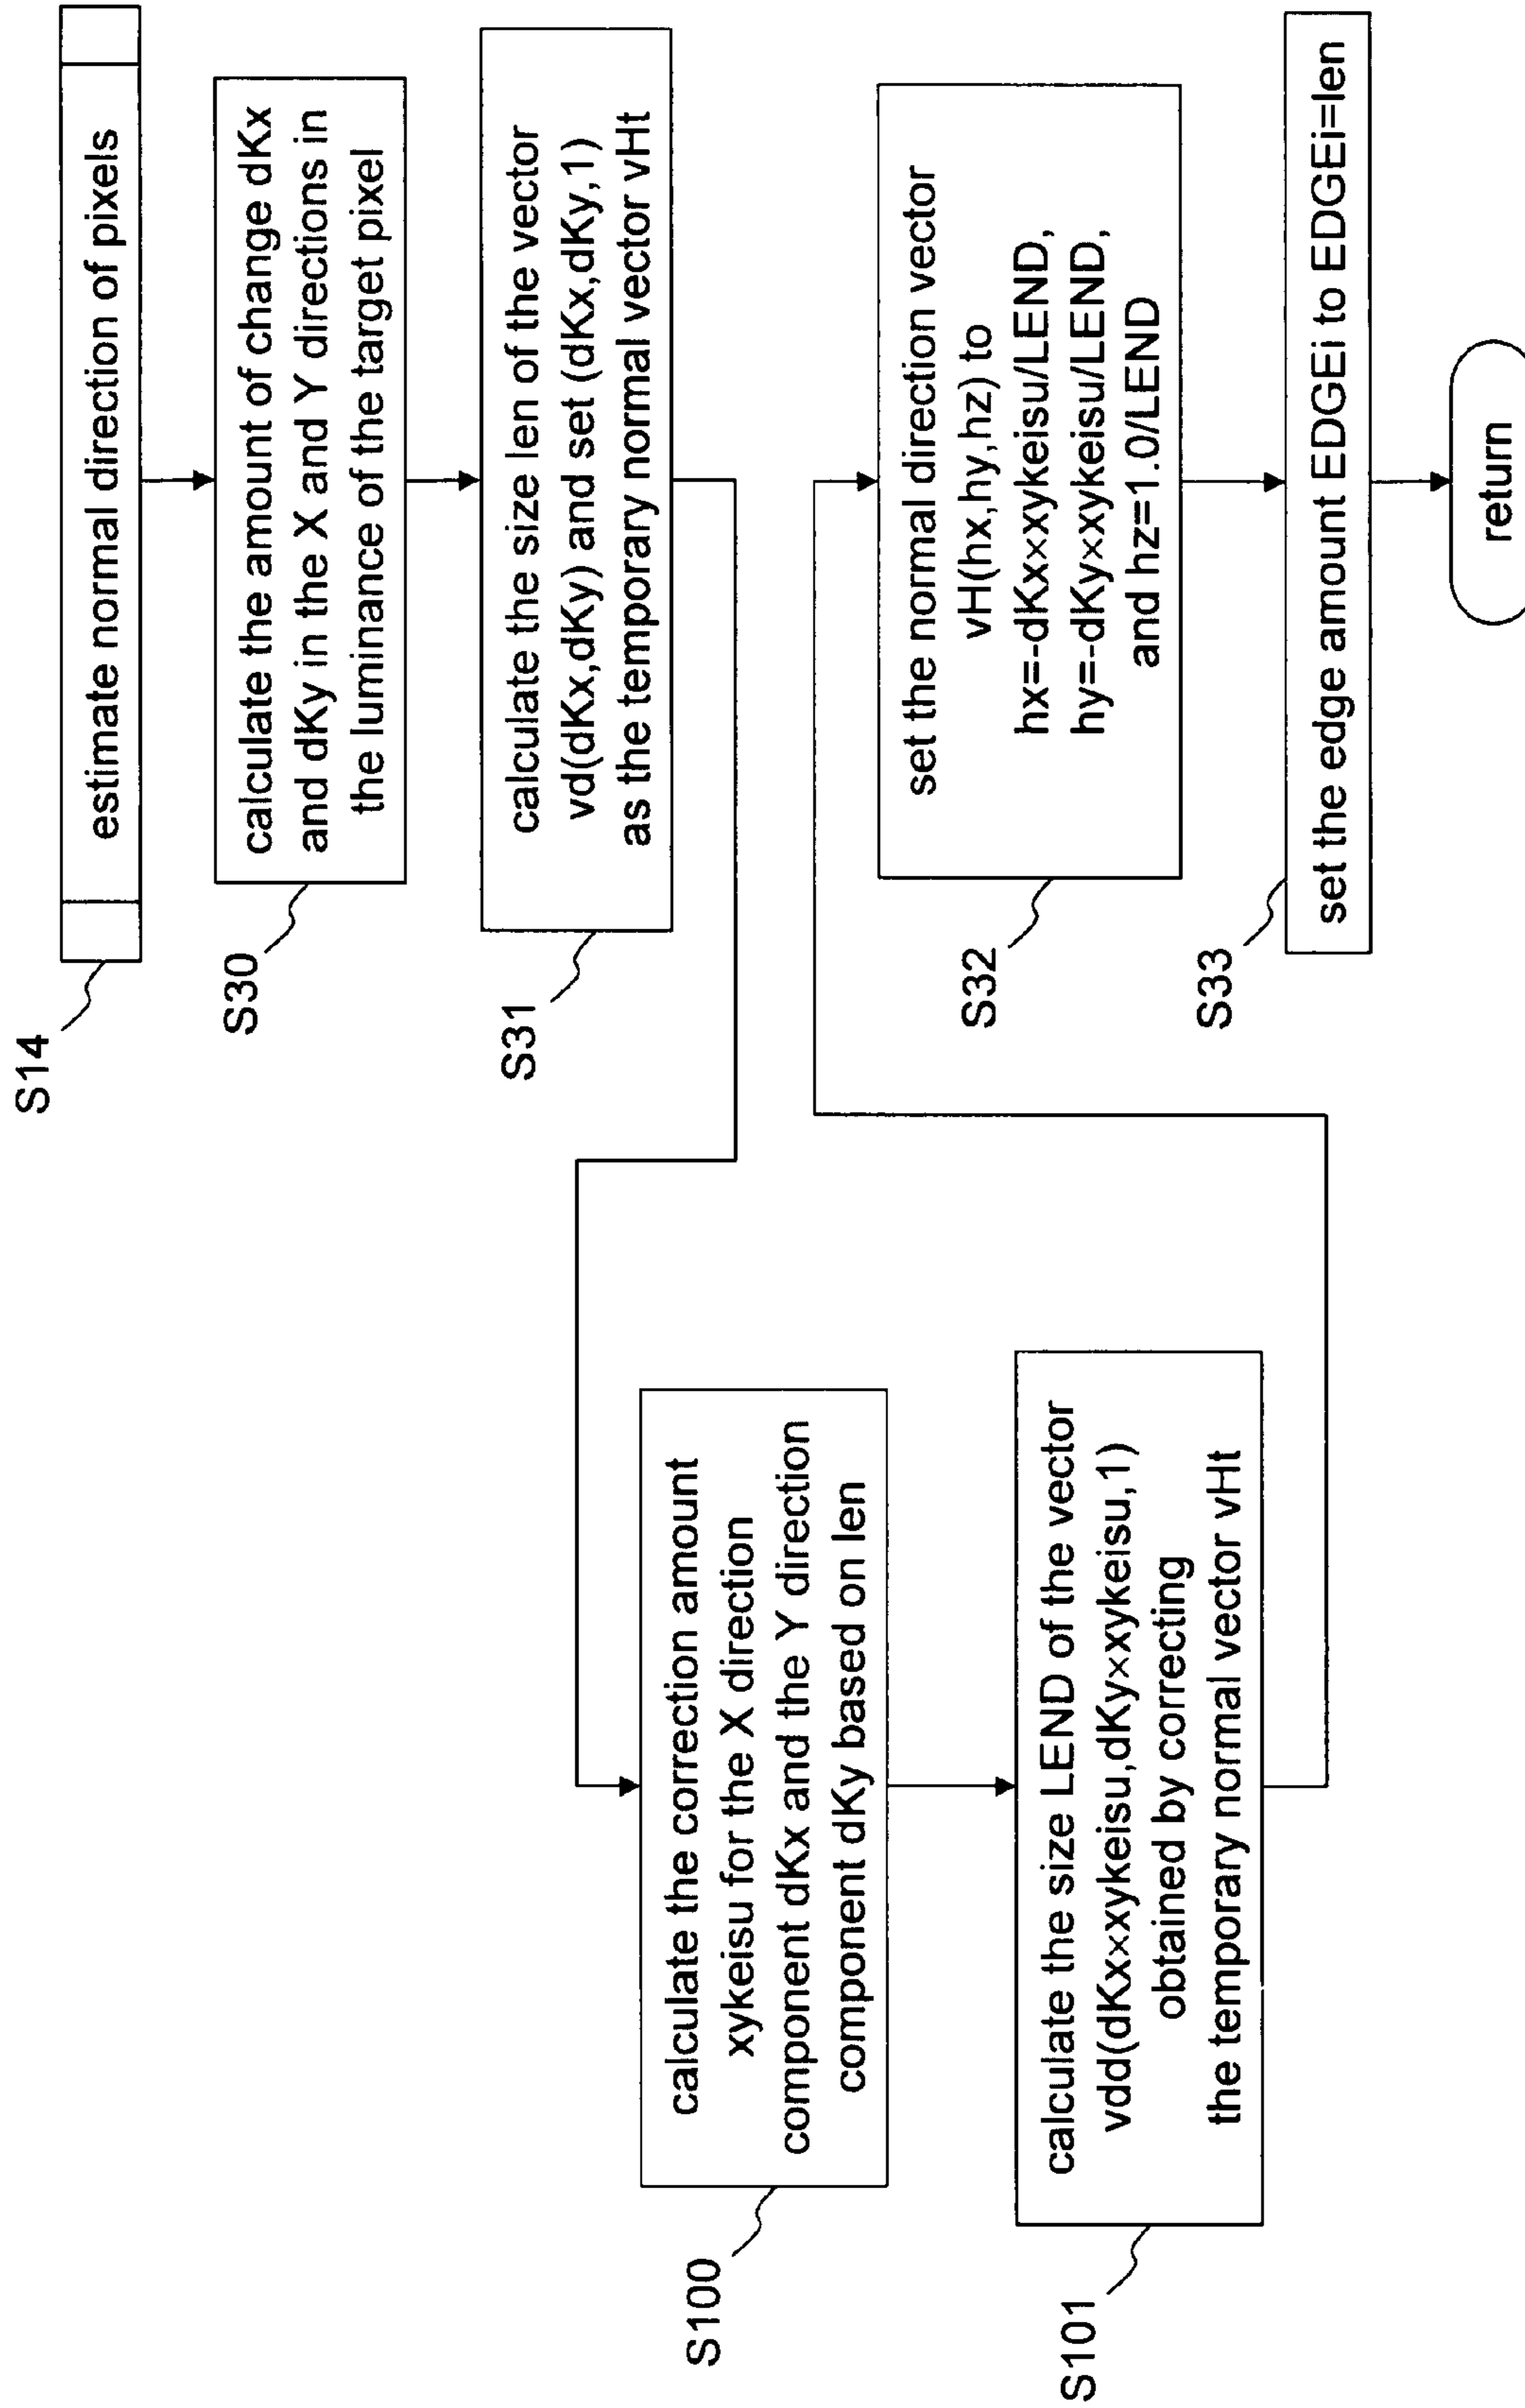 S14
estimate normal direction of pixels
S30
calculate the amount of change dKx
and dKy in the X and Y directions in
the luminance of the target pixel
S31
calculate the size len of the vector
vd(dKx,dKy) and set (dKx,dKy,1)
as the temporary normal vector vHt
S100
calculate the correction amount
xykeisu for the X direction
component dKx and the Y direction
component dKy based on len
S101
calculate the size LEND of the vector
vdd(dKx×xykeisu,dKy×xykeisu,1)
obtained by correcting
the temporary normal vector vHt
S32
set the normal direction vector
vH(hx,hy,hz) to
hx=-dKx×xykeisu/LEND,
hy=-dKy×xykeisu/LEND,
and hz=1.0/LEND
S33
set the edge amount EDGEi to EDGEi=len
return